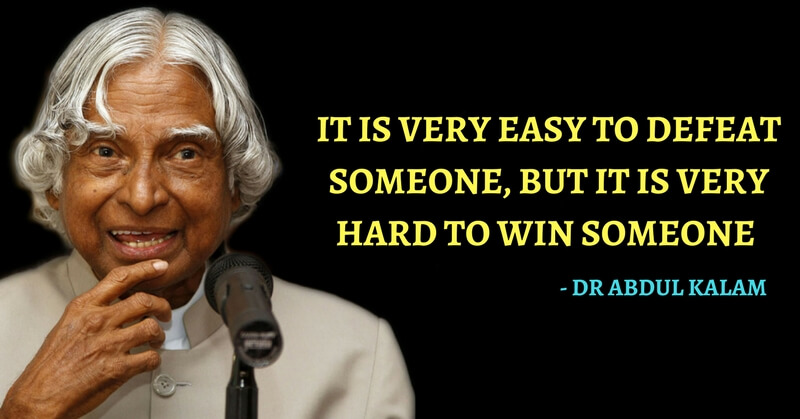 IT IS VERY EASY TO DEFEAT
SOMEONE, BUT IT IS VERY
HARD TO WIN SOMEONE
- DR ABDUL KALAM